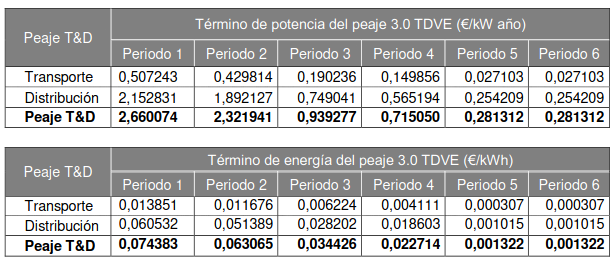 Peaje T&D
Término de potencia del peaje 3.0 TDVE (€/kW año)
Periodo 1 Periodo 2 Periodo 3 Periodo 4 Periodo 5 Periodo 6
Transporte 0,507243 0,429814 0,190236 0,149856 0,027103 0,027103
Distribución 2,152831 1,892127 0,749041 0,565194 0,254209 0,254209
Peaje T&D 2,660074 2,321941 0,939277 0,715050 0,281312 0,281312
Peaje T&D
Término de energía del peaje 3.0 TDVE (€/kWh)
Periodo 1 Periodo 2 Periodo 3 Periodo 4 Periodo 5 Periodo 6
Transporte 0,013851 0,011676 0,006224 0,004111 0,000307 0,000307
Distribución 0,060532 0,051389 0,028202 0,018603 0,001015 0,001015
Peaje T&D 0,074383 0,063065 0,034426 0,022714 0,001322 0,001322